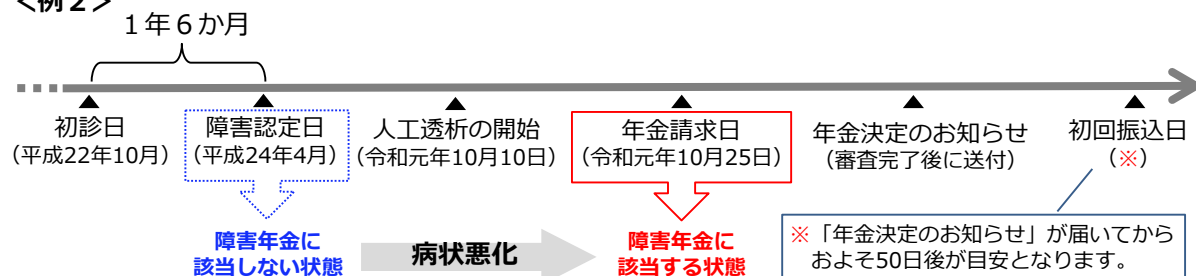 <例２>
１年６か月
初診日
（平成22年10月）
障害認定日
（平成24年4月）
人工透析の開始
（令和元年10月10日）
年金請求日
（令和元年10月25日）
年金決定のお知らせ
（審査完了後に送付）
初回振込日
（※）
障害年金に
該当しない状態
病状悪化
障害年金に
該当する状態
※「年金決定のお知らせ」が届いてから
およそ50日後が目安となります。